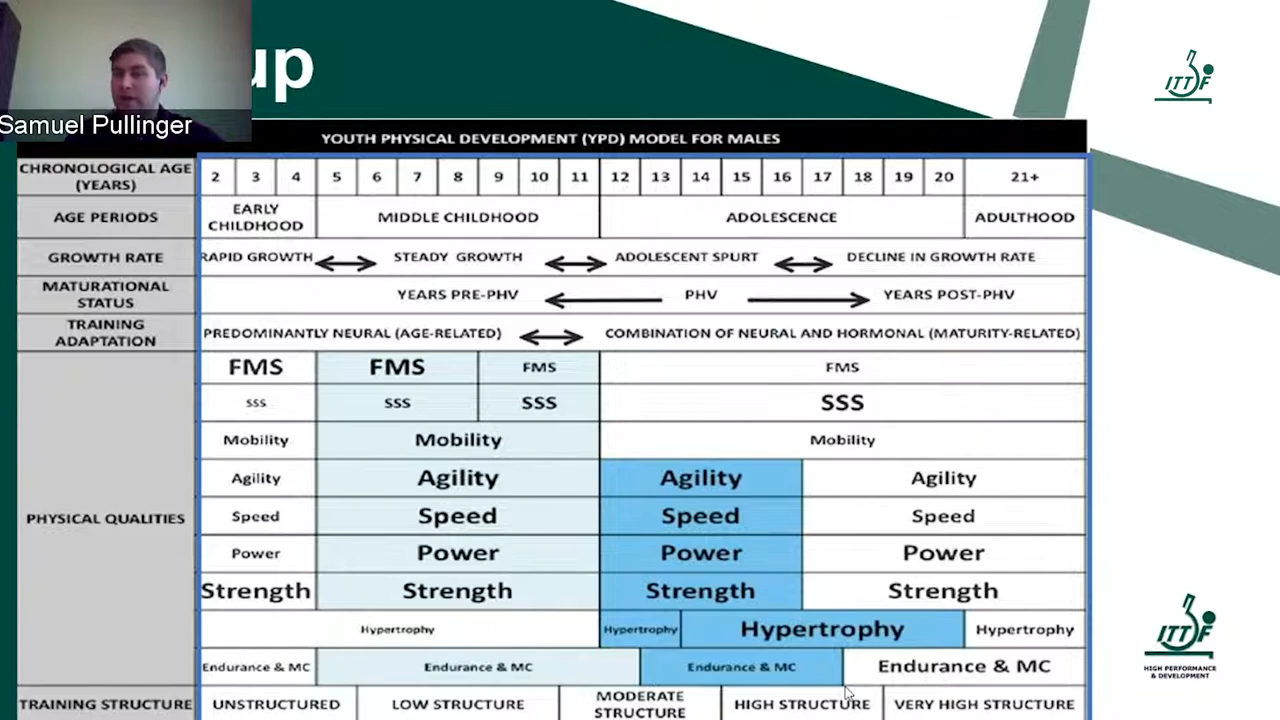 up
Samuel Pullinger
ITTF
YOUTH PHYSICAL DEVELOPMENT (YPD) MODEL FOR MALES
CHRONOLOGICAL AGE
(YEARS)
2 3 4 5 6 7 8 9 10 11 12 13 14 15 16 17 18 19 20 21+
AGE PERIODS
EARLY
CHILDHOOD
MIDDLE CHILDHOOD
ADOLESCENCE
ADULTHOOD
GROWTH RATE
RAPID GROWTH
STEADY GROWTH
ADOLESCENT SPURT
DECLINE IN GROWTH RATE
MATURATIONAL
STATUS
YEARS PRE-PHV
PHV
YEARS POST-PHV
TRAINING
ADAPTATION
PREDOMINANTLY NEURAL (AGE-RELATED)
COMBINATION OF NEURAL AND HORMONAL (MATURITY-RELATED)
PHYSICAL QUALITIES
FMS FMS FMS FMS
SSS SSS SSS SSS
Mobility Mobility Mobility
Agility Agility Agility Agility
Speed Speed Speed Speed
Power Power Power Power
Strength Strength Strength Strength
Hypertrophy Hypertrophy Hypertrophy Hypertrophy
Endurance & MC Endurance & MC Endurance & MC Endurance & MC
TRAINING STRUCTURE
UNSTRUCTURED
LOW STRUCTURE
MODERATE
STRUCTURE
HIGH STRUCTURE
VERY HIGH STRUCTURE
ITTF
HIGH PERFORMANCE
& DEVELOPMENT